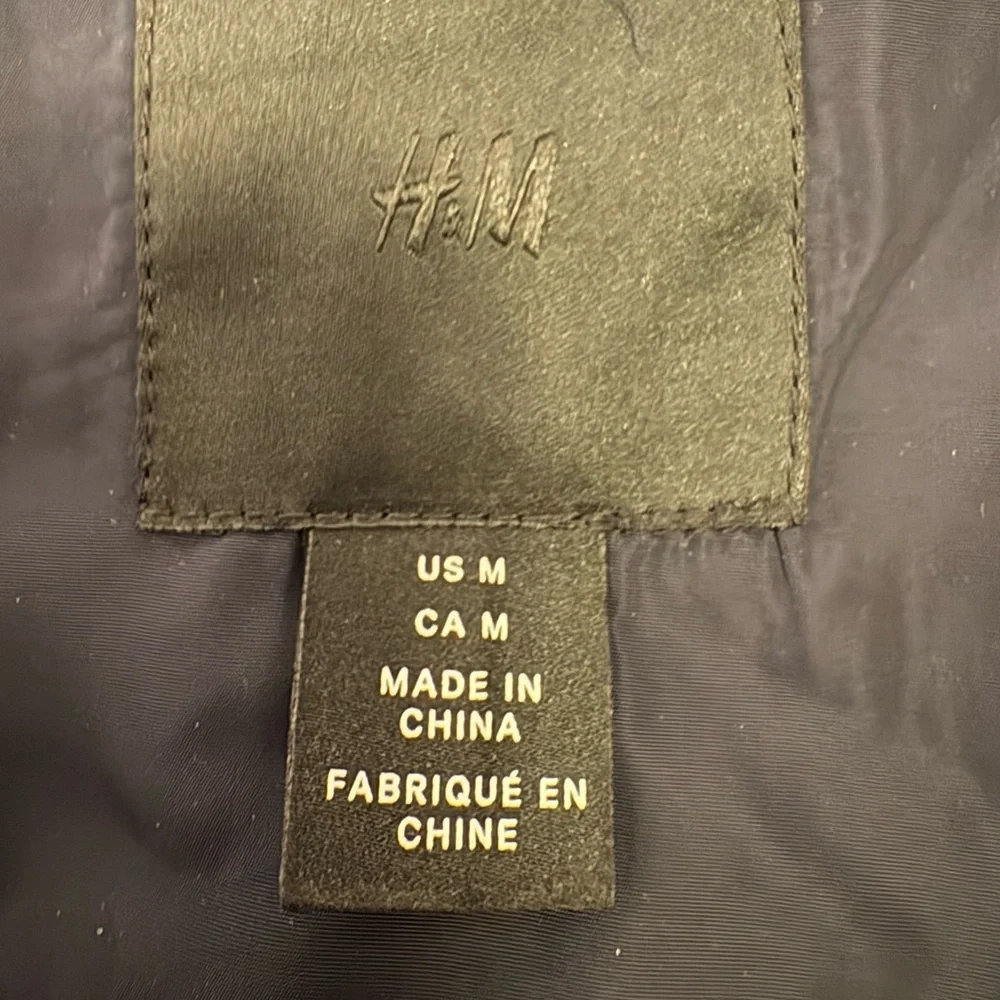 H&M
US M
CA M
MADE IN
CHINA
FABRIQUÉ EN
CHINE